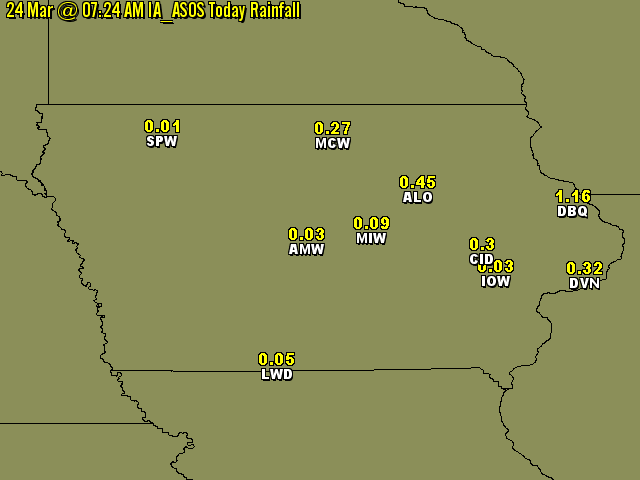 24 Mar @ 07:24 AM IA_ASOS Today Rainfall
0.01
SPW
0.27
MCW
0.45
ALO
1.16
DBQ
0.09
MIW
0.03
AMW
0.3
CID
0.03
IOW
0.32
DVN
0.05
LWD